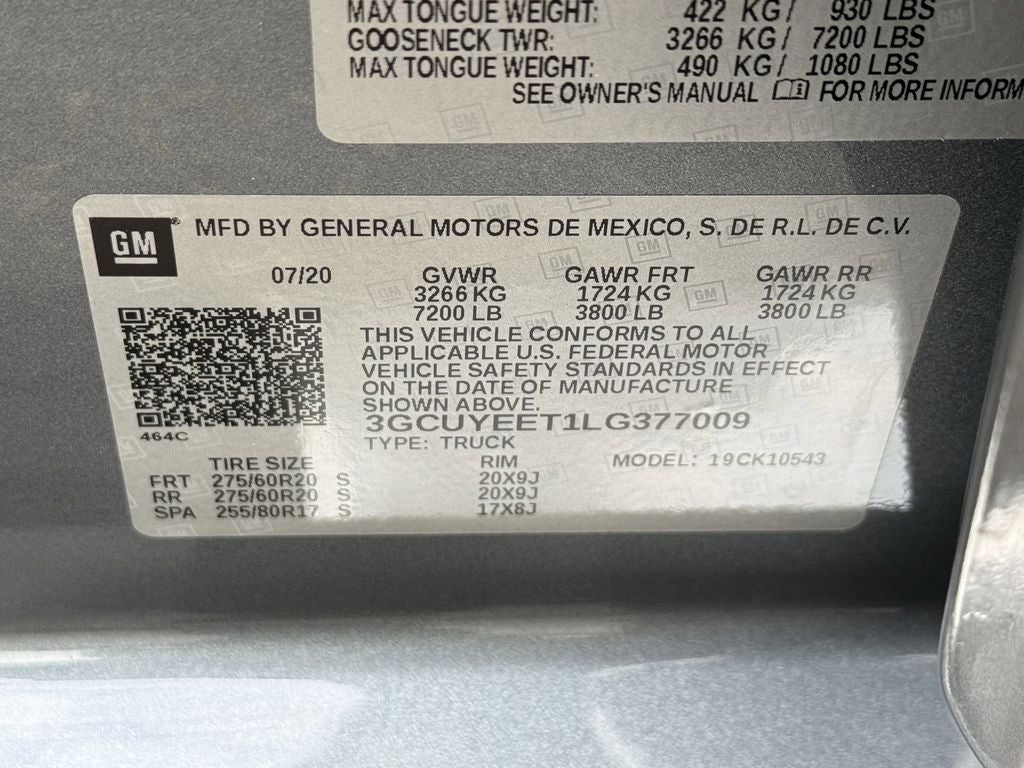 MAX TONGUE WEIGHT: 422 KG/ 930 LBS
GOOSENECK TWR: 3266 KG/ 7200 LBS
MAX TONGUE WEIGHT: 490 KG/ 1080 LBS
SEE OWNER'S MANUAL FOR MORE INFORM
GM MFD BY GENERAL MOTORS DE MEXICO, S. DE R.L. DE C.V.
07/20 GVWR GAWR FRT GAWR RR
3266 KG 1724 KG 1724 KG
7200 LB 3800 LB 3800 LB
THIS VEHICLE CONFORMS TO ALL
APPLICABLE U.S. FEDERAL MOTOR
VEHICLE SAFETY STANDARDS IN EFFECT
ON THE DATE OF MANUFACTURE
SHOWN ABOVE.
3GCUYEET1LG377009
464C
TYPE: TRUCK MODEL: 19CK10543
TIRE SIZE RIM
FRT 275/60R20 S 20X9J
RR 275/60R20 S 20X9J
SPA 255/80R17 S 17X8J